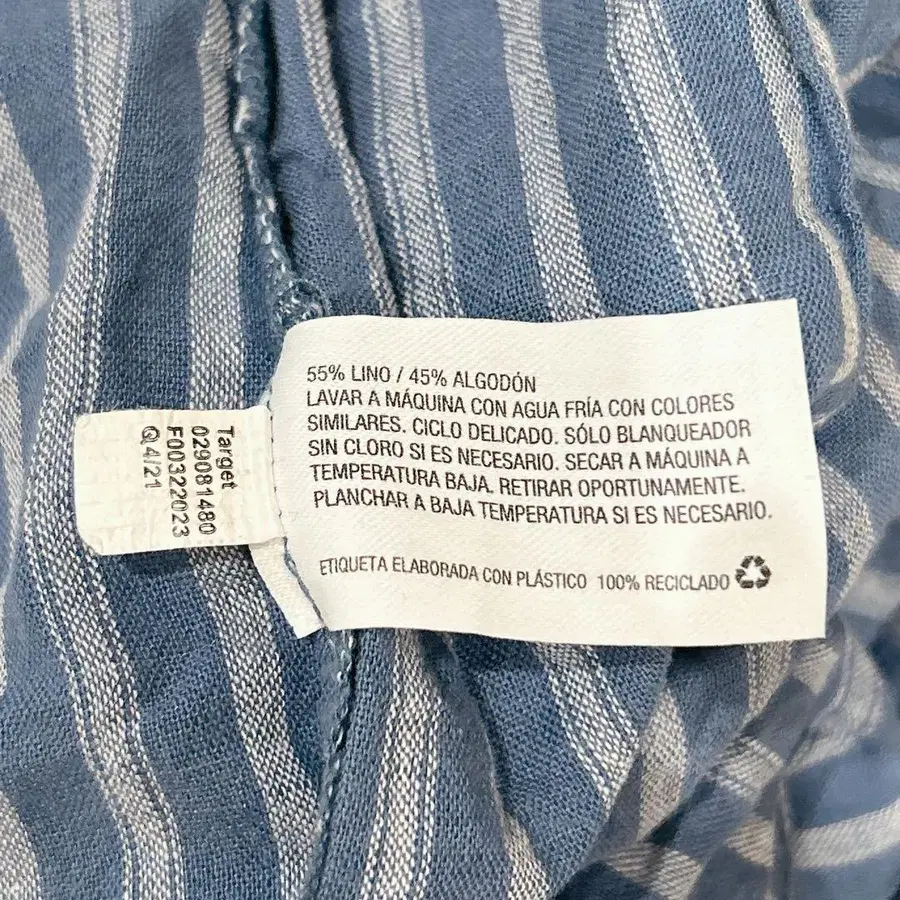 Target
029081480
F00322023
Q4/21
55% LINO / 45% ALGODÓN
LAVAR A MÁQUINA CON AGUA FRÍA CON COLORES
SIMILARES. CICLO DELICADO. SÓLO BLANQUEADOR
SIN CLORO SI ES NECESARIO. SECAR A MÁQUINA A
TEMPERATURA BAJA. RETIRAR OPORTUNAMENTE.
PLANCHAR A BAJA TEMPERATURA SI ES NECESARIO.
ETIQUETA ELABORADA CON PLÁSTICO 100% RECICLADO